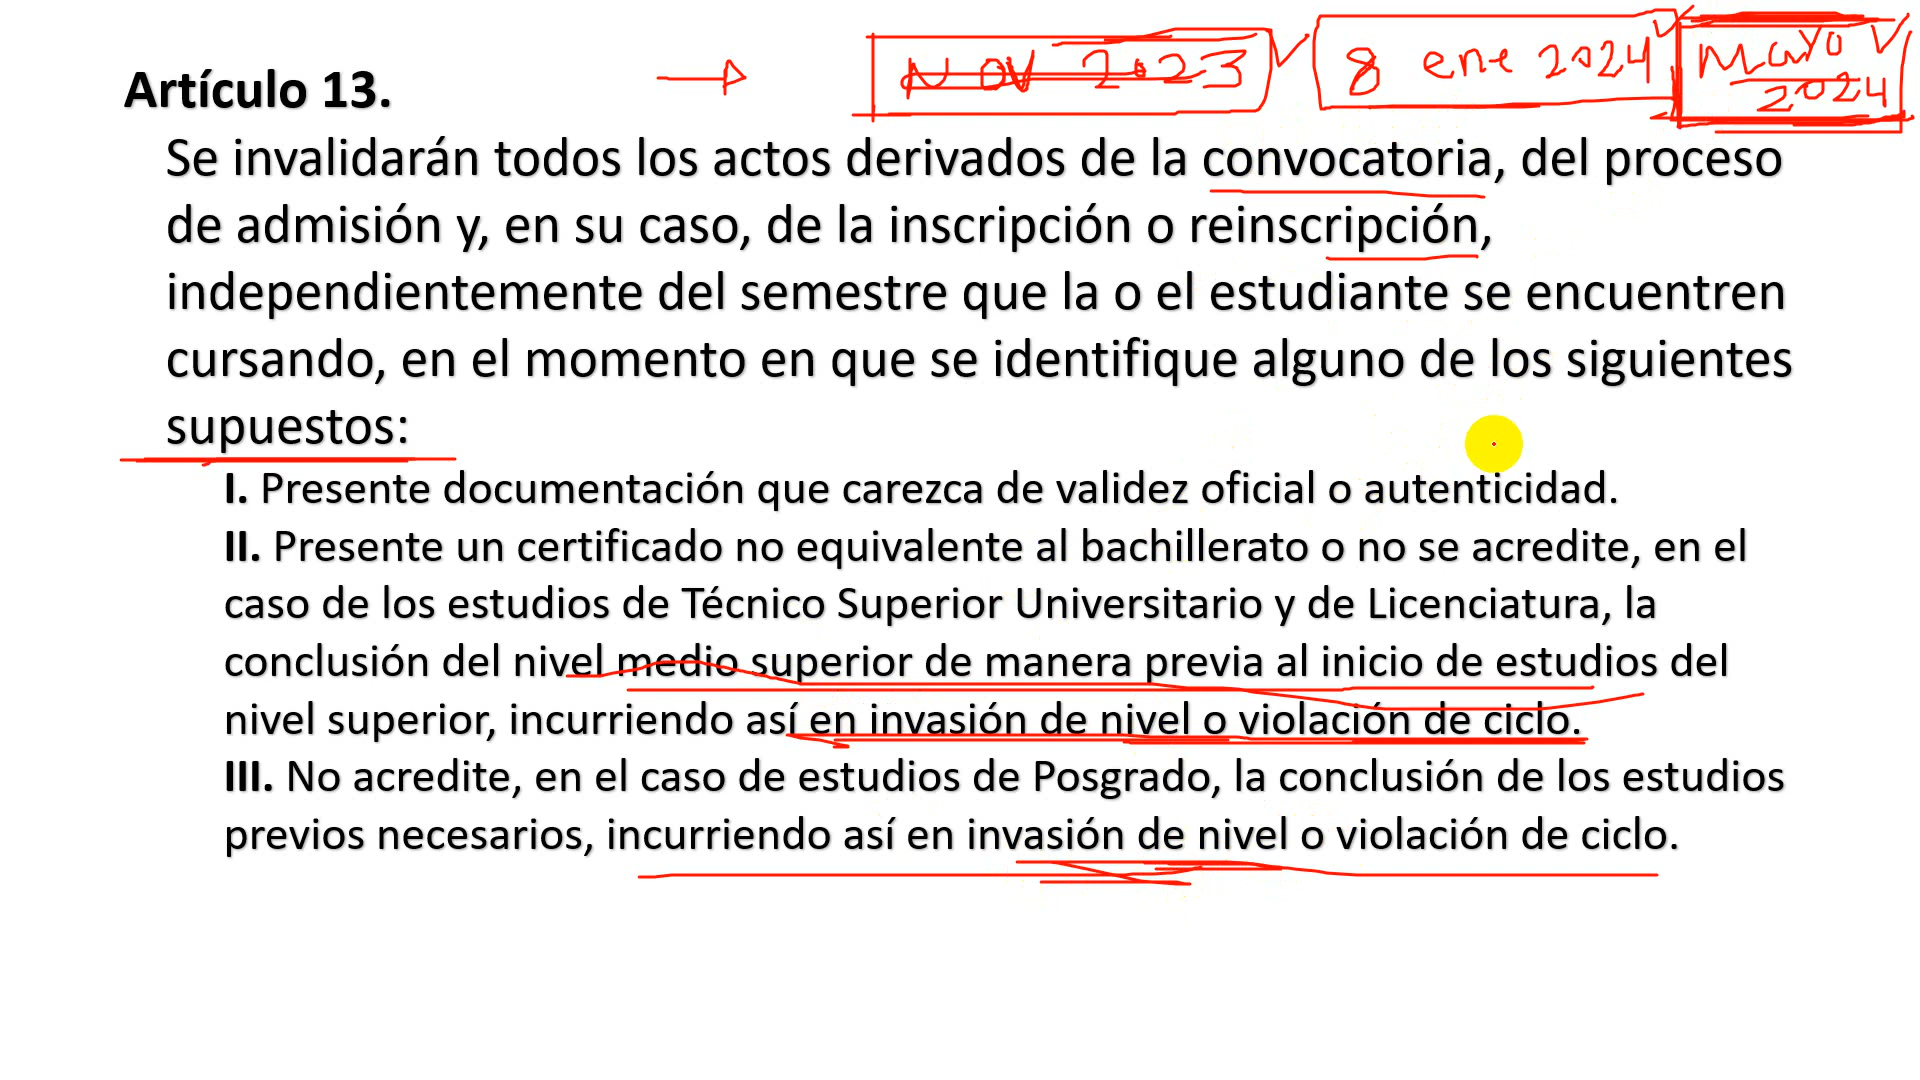 Nov 2023 8 ene 2024 Mayo
2024
Artículo 13.
Se invalidarán todos los actos derivados de la convocatoria, del proceso
de admisión y, en su caso, de la inscripción o reinscripción,
independientemente del semestre que la o el estudiante se encuentren
cursando, en el momento en que se identifique alguno de los siguientes
supuestos:
I. Presente documentación que carezca de validez oficial o autenticidad.
II. Presente un certificado no equivalente al bachillerato o no se acredite, en el
caso de los estudios de Técnico Superior Universitario y de Licenciatura, la
conclusión del nivel medio superior de manera previa al inicio de estudios del
nivel superior, incurriendo así en invasión de nivel o violación de ciclo.
III. No acredite, en el caso de estudios de Posgrado, la conclusión de los estudios
previos necesarios, incurriendo así en invasión de nivel o violación de ciclo.